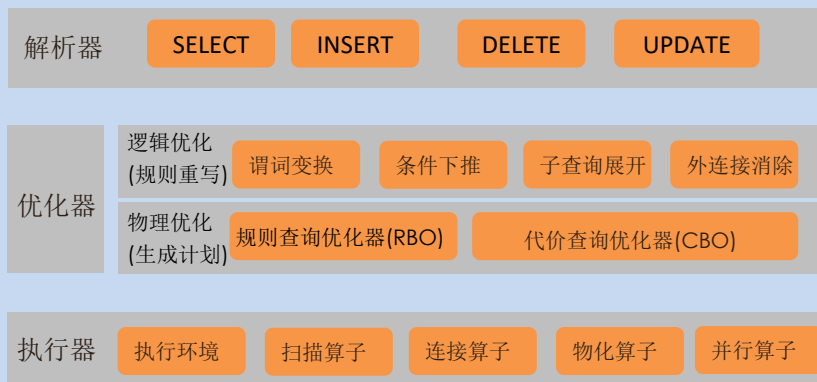 解析器
SELECT
INSERT
DELETE
UPDATE
优化器
逻辑优化
(规则重写)
谓词变换
条件下推
子查询展开
外连接消除
物理优化
(生成计划)
规则查询优化器(RBO)
代价查询优化器(CBO)
执行器
执行环境
扫描算子
连接算子
物化算子
并行算子